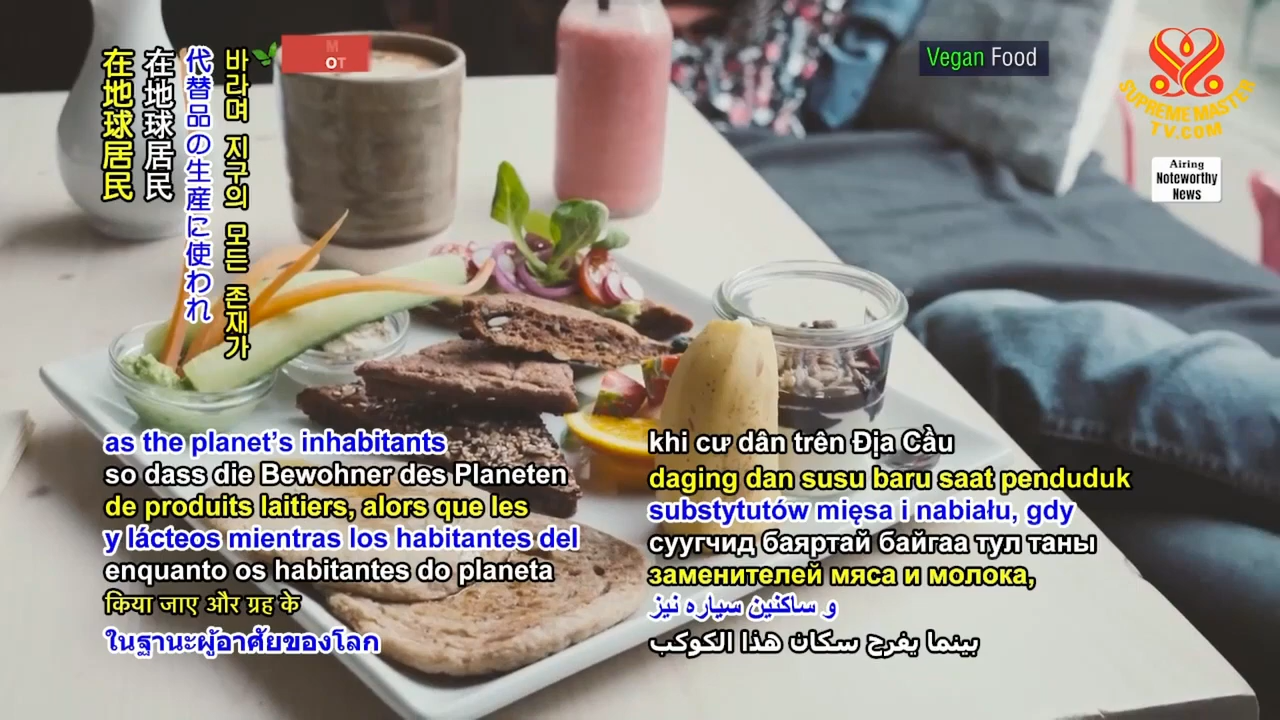 在地球居民
在地球居民
代替品の生産に使われ
바라며 지구의 모든 존재가
M
OT
Vegan Food
SUPREME MASTER
TV.COM
Airing
Noteworthy
News
as the planet’s inhabitants
so dass die Bewohner des Planeten
de produits laitiers, alors que les
y lácteos mientras los habitantes del
enquanto os habitantes do planeta
किया जाए और ग्रह के
ในฐานะผู้อาศัยของโลก
khi cư dân trên Địa Cầu
daging dan susu baru saat penduduk
substytutów mięsa i nabiału, gdy
суугчид баяртай байгаа тул таны
заменителей мяса и молока,
و ساکنین سیاره نیز
بينما يفرح سكان هذا الكوكب